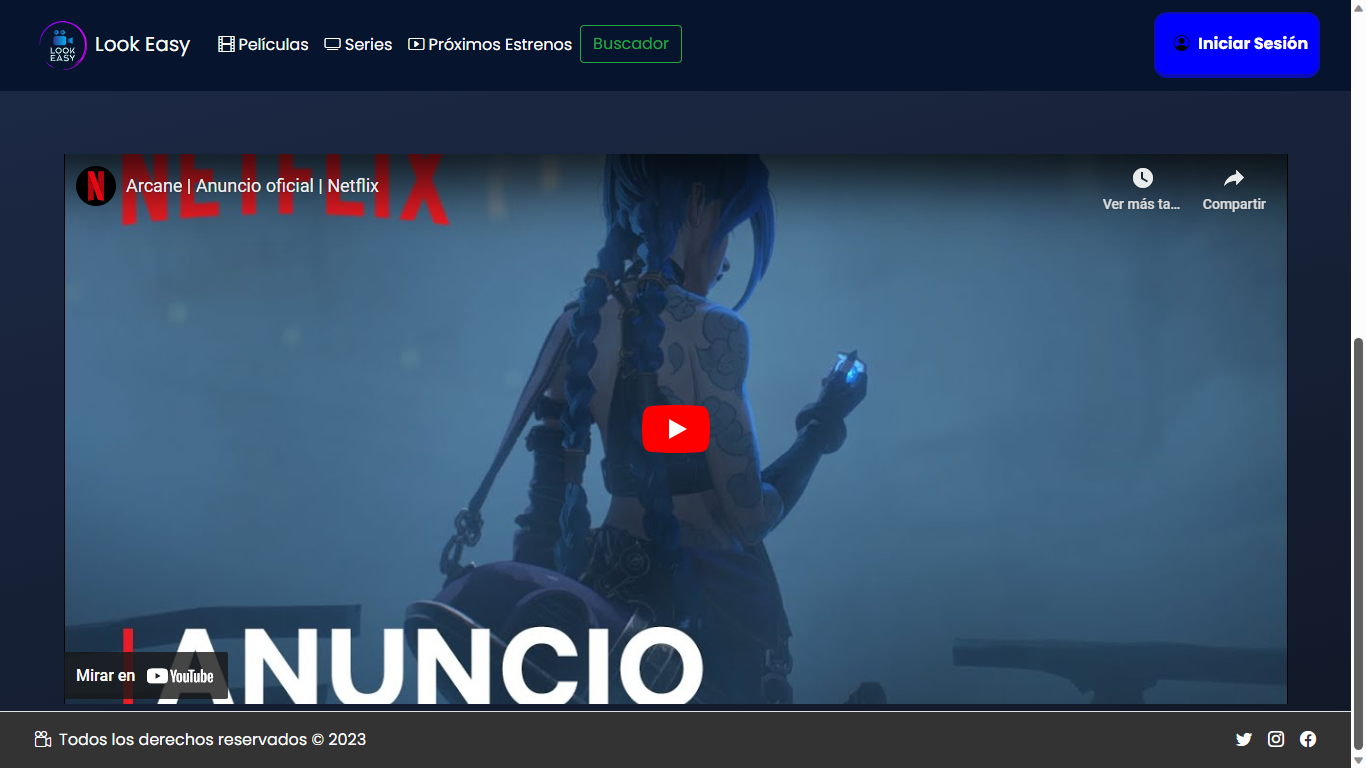 LOOK
EASY
Look Easy
Películas
Series
Próximos Estrenos
Buscador
Iniciar Sesión
NETFLIX
N
Arcane | Anuncio oficial | Netflix
Ver más ta...
Compartir
ANUNCIO
Mirar en YouTube
Todos los derechos reservados © 2023